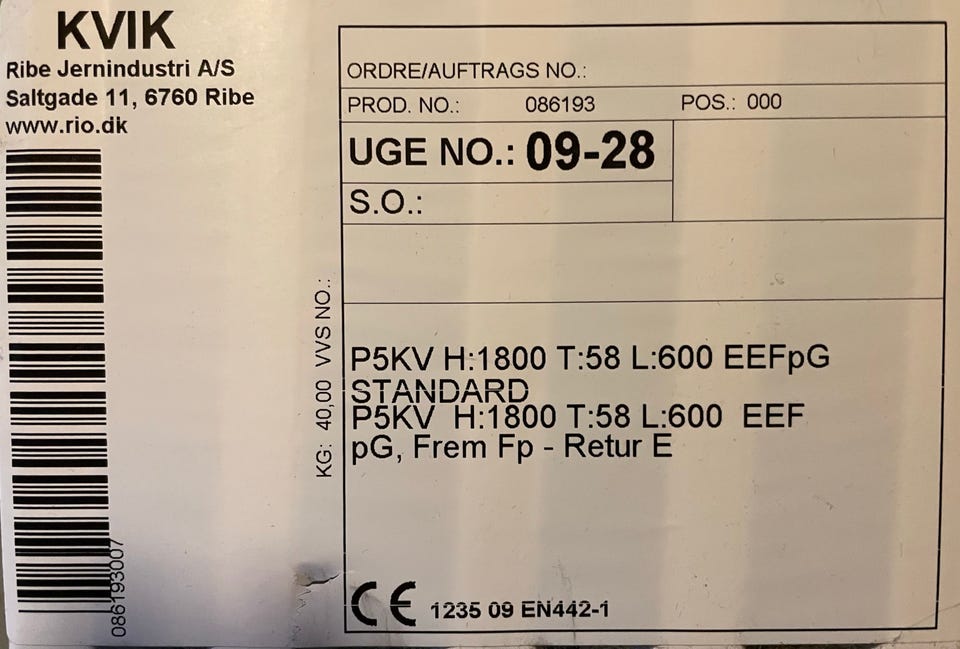 KVIK
Ribe Jernindustri A/S
Saltgade 11, 6760 Ribe
www.rio.dk
086193007
KG: 40,00 VVS NO.:
ORDRE/AUFTRAGS NO.:
PROD. NO.: 086193 POS.: 000
UGE NO.: 09-28
S.O.:
P5KV H:1800 T:58 L:600 EEFpG
STANDARD
P5KV H:1800 T:58 L:600 EEF
pG, Frem Fp - Retur E
CE 1235 09 EN442-1